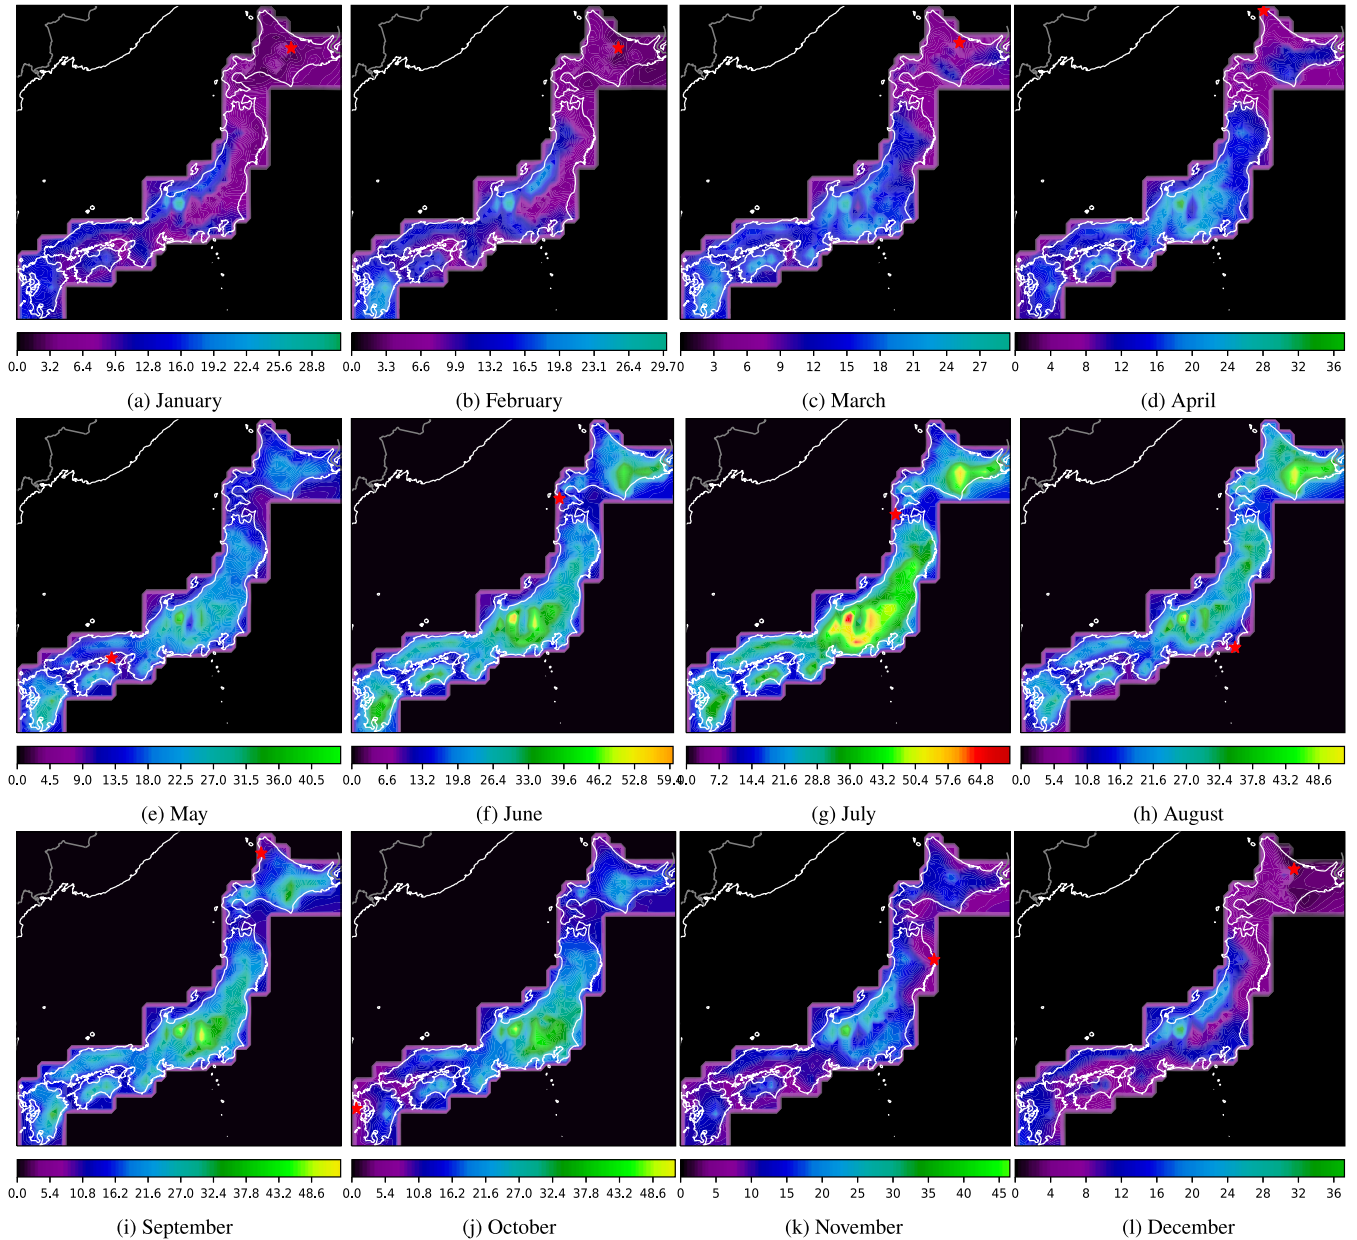 0.0 3.2 6.4 9.6 12.8 16.0 19.2 22.4 25.6 28.8
0.0 3.3 6.6 9.9 13.2 16.5 19.8 23.1 26.4 29.7
0 3 6 9 12 15 18 21 24 27
0 4 8 12 16 20 24 28 32 36
(a) January
(b) February
(c) March
(d) April
0.0 4.5 9.0 13.5 18.0 22.5 27.0 31.5 36.0 40.5
0.0 6.6 13.2 19.8 26.4 33.0 39.6 46.2 52.8 59.4
0.0 7.2 14.4 21.6 28.8 36.0 43.2 50.4 57.6 64.8
0.0 5.4 10.8 16.2 21.6 27.0 32.4 37.8 43.2 48.6
(e) May
(f) June
(g) July
(h) August
0.0 5.4 10.8 16.2 21.6 27.0 32.4 37.8 43.2 48.6
0.0 5.4 10.8 16.2 21.6 27.0 32.4 37.8 43.2 48.6
0 5 10 15 20 25 30 35 40 45
0 4 8 12 16 20 24 28 32 36
(i) September
(j) October
(k) November
(l) December